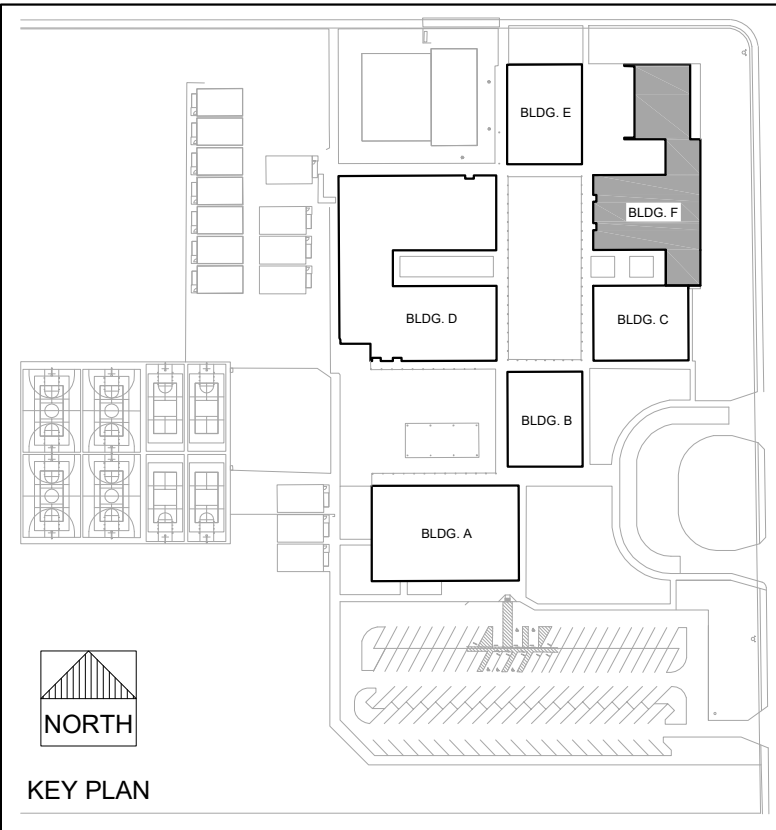 BLDG. E
BLDG. F
BLDG. D
BLDG. C
BLDG. B
BLDG. A
NORTH
KEY PLAN